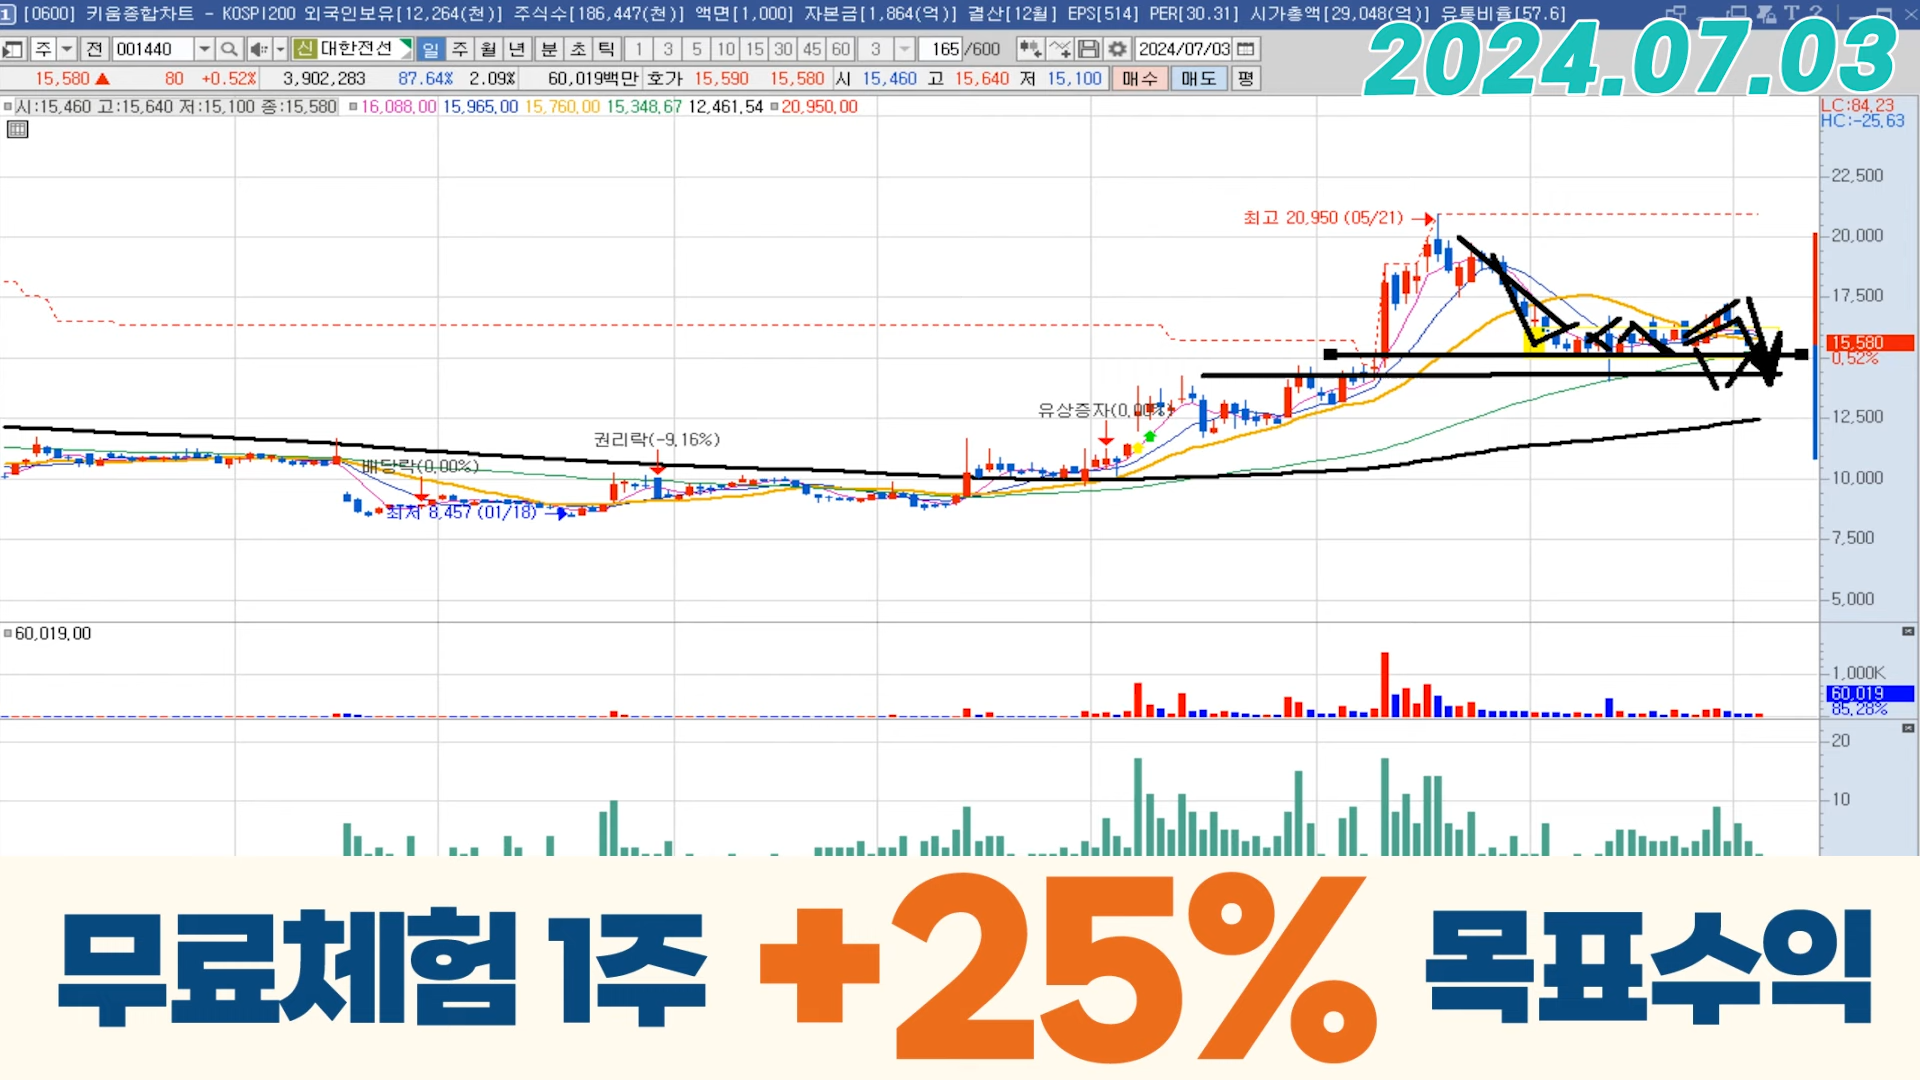 1 [0600] 키움종합차트 - KOSPI200 외국인보유[12,264(천)] 주식수[186,447(천)] 액면[1,000] 자본금[1,864(억)] 결산[12월] EPS[514] PER[30.31] 시가총액[29,048(억)] 유통비율[57.6]
2024.07.03
주 전 001440 신 대한전선 일 주 월 년 분 초 틱 1 3 5 10 15 30 45 60 3 165 /600 2024/07/03
15,580 ▲ 80 +0.52% 3,902,283 87.64% 2.09% 60,019백만 호가 15,590 15,580 시 15,460 고 15,640 저 15,100 매수 매도 평
시:15,460 고:15,640 저:15,100 종:15,580 16,088.00 15,965.00 15,760.00 15,348.67 12,461.54 20,950.00
LC:84.23
HC:-25.63
22,500
최고 20,950 (05/21)
20,000
17,500
15,580
0.52%
유상증자(0.00%)
12,500
권리락(-9.16%)
배당락(0.00%)
10,000
최저 8,457 (01/18)
7,500
5,000
60,019.00
1,000K
60,019
85.28%
20
10
무료체험 1주 +25% 목표수익